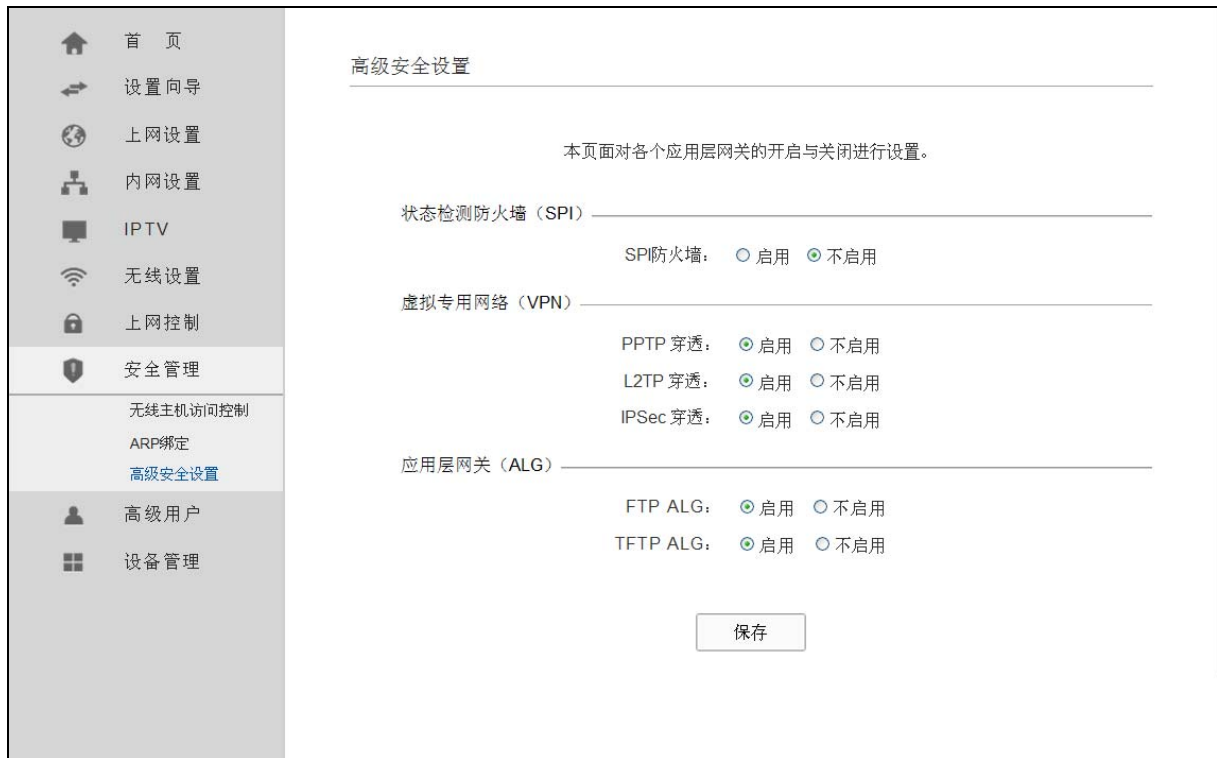 首 页
设置向导
上网设置
内网设置
IPTV
无线设置
上网控制
安全管理
无线主机访问控制
ARP绑定
高级安全设置
高级用户
设备管理
高级安全设置
本页面对各个应用层网关的开启与关闭进行设置。
状态检测防火墙（SPI）
SPI防火墙： 启用 不启用
虚拟专用网络（VPN）
PPTP 穿透： 启用 不启用
L2TP 穿透： 启用 不启用
IPSec 穿透： 启用 不启用
应用层网关（ALG）
FTP ALG： 启用 不启用
TFTP ALG： 启用 不启用
保存